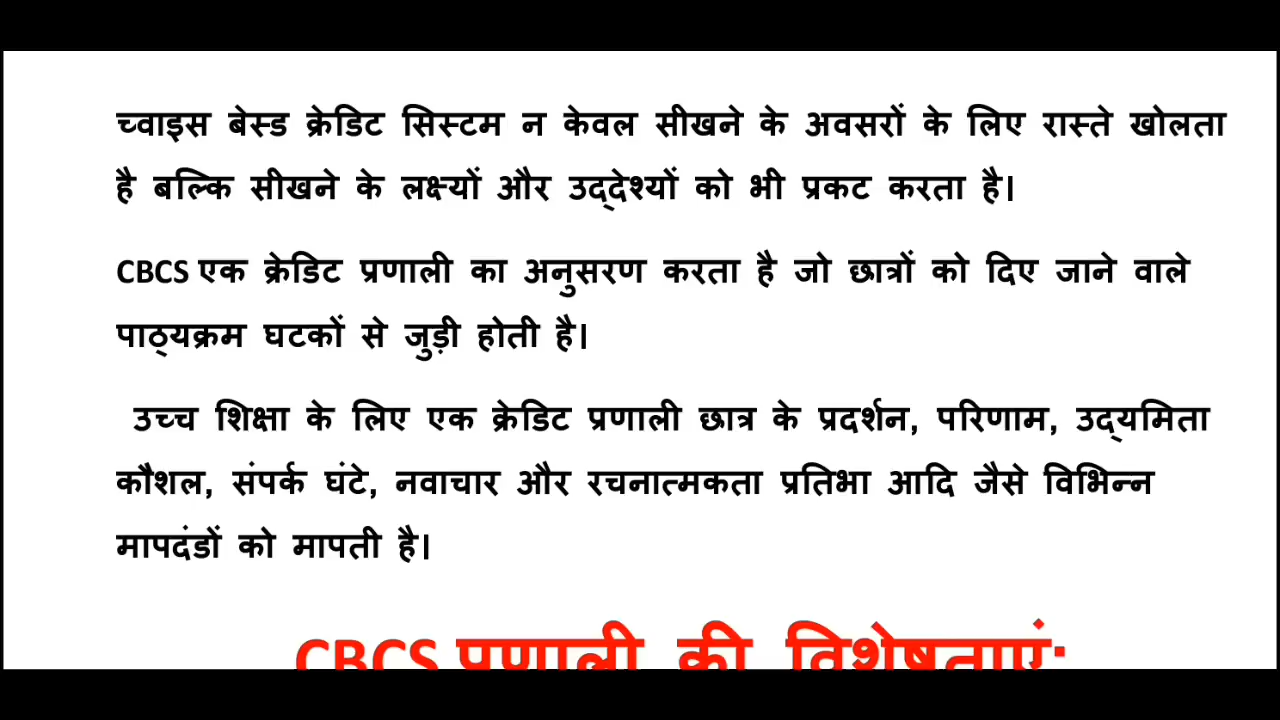 च्वाइस बेस्ड क्रेडिट सिस्टम न केवल सीखने के अवसरों के लिए रास्ते खोलता
है बल्कि सीखने के लक्ष्यों और उद्देश्यों को भी प्रकट करता है।
CBCS एक क्रेडिट प्रणाली का अनुसरण करता है जो छात्रों को दिए जाने वाले
पाठ्यक्रम घटकों से जुड़ी होती है।
उच्च शिक्षा के लिए एक क्रेडिट प्रणाली छात्र के प्रदर्शन, परिणाम, उद्यमिता
कौशल, संपर्क घंटे, नवाचार और रचनात्मकता प्रतिभा आदि जैसे विभिन्न
मापदंडों को मापती है।
CBCS प्रणाली की विशेषताएं: